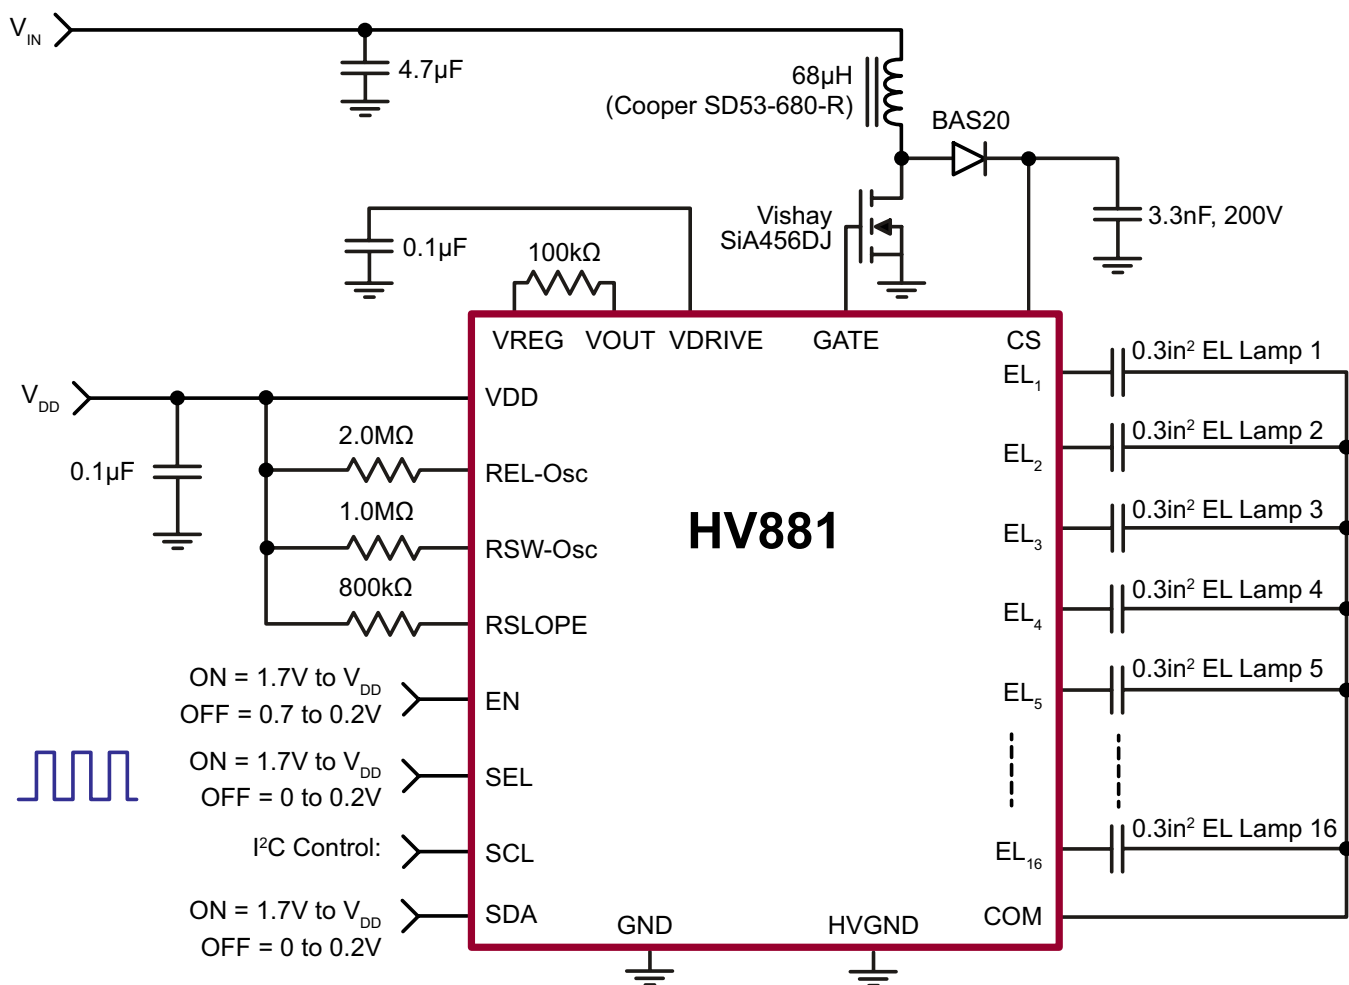 V_IN
4.7µF
68µH
(Cooper SD53-680-R)
BAS20
Vishay
SiA456DJ
3.3nF, 200V
0.1µF
100kΩ
VREG VOUT VDRIVE GATE CS
V_DD
VDD
0.1µF
2.0MΩ
REL-Osc
1.0MΩ
RSW-Osc
800kΩ
RSLOPE
ON = 1.7V to V_DD
OFF = 0.7 to 0.2V
EN
ON = 1.7V to V_DD
OFF = 0 to 0.2V
SEL
I²C Control:
SCL
ON = 1.7V to V_DD
OFF = 0 to 0.2V
SDA
HV881
GND
HVGND
EL₁
0.3in² EL Lamp 1
EL₂
0.3in² EL Lamp 2
EL₃
0.3in² EL Lamp 3
EL₄
0.3in² EL Lamp 4
EL₅
0.3in² EL Lamp 5
EL₁₆
0.3in² EL Lamp 16
COM